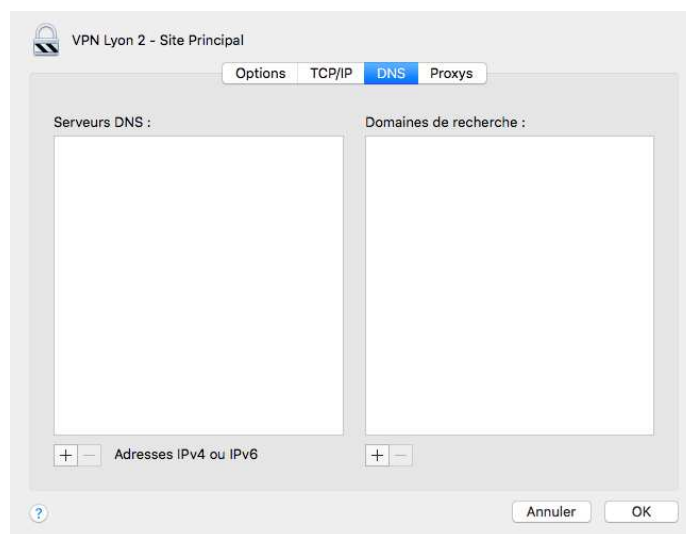 VPN Lyon 2 - Site Principal
Options TCP/IP DNS Proxys
Serveurs DNS : Domaines de recherche :
+ − Adresses IPv4 ou IPv6 + −
? Annuler OK